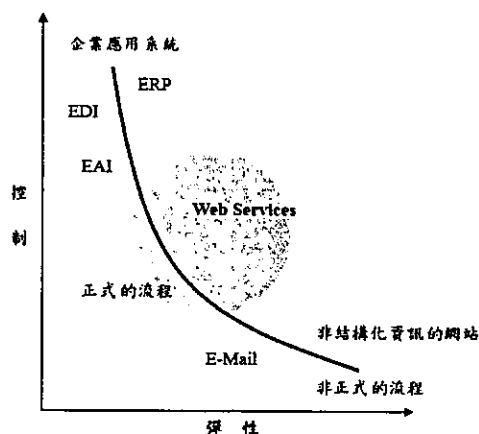 企業應用系統
ERP
EDI
EAI
Web Services
控制
正式的流程
非結構化資訊的網站
E-Mail
非正式的流程
彈 性